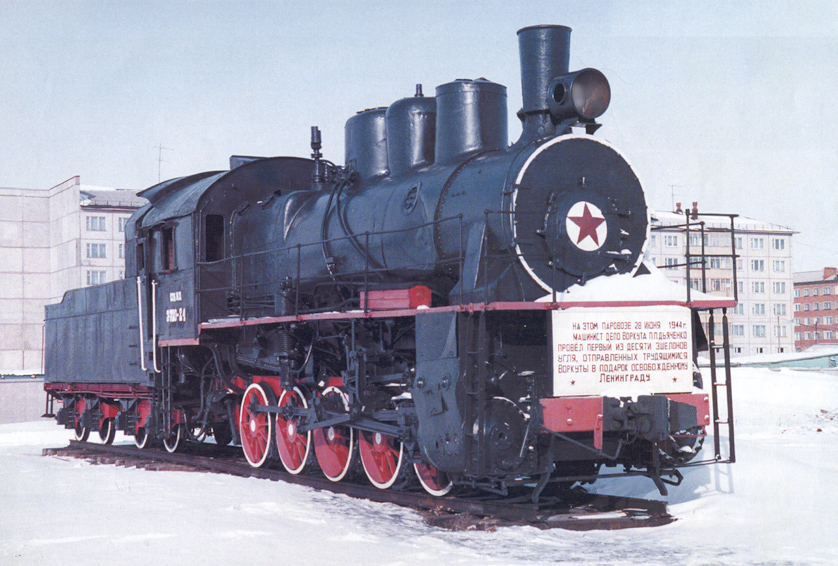 НА ЭТОМ ПАРОВОЗЕ 28 ИЮНЯ 1944г.
МАШИНИСТ ДЕПО ВОРКУТА П.П.ДЬЯЧЕНКО
ПРОВЁЛ ПЕРВЫЙ ИЗ ДЕСЯТИ ЭШЕЛОНОВ
УГЛЯ, ОТПРАВЛЕННЫХ ТРУДЯЩИМИСЯ
ВОРКУТЫ В ПОДАРОК ОСВОБОЖДЕННОМУ
ЛЕНИНГРАДУ